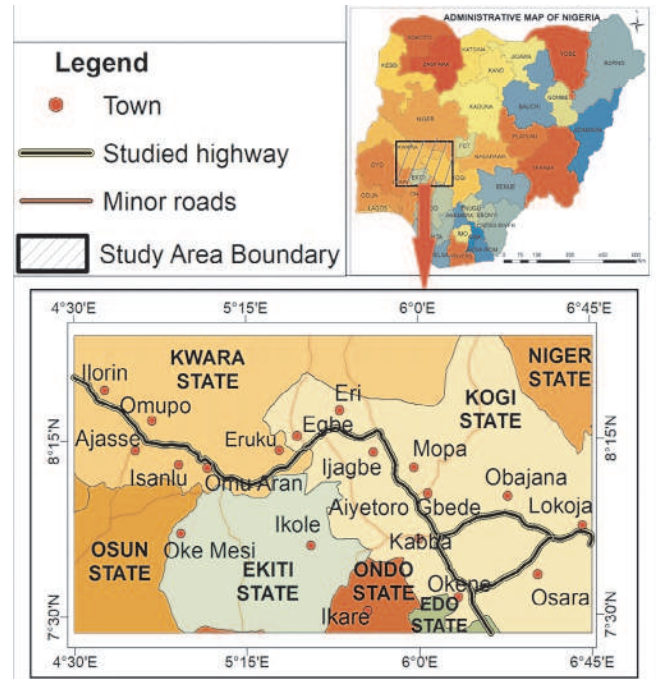 Legend
Town
Studied highway
Minor roads
Study Area Boundary
ADMINISTRATIVE MAP OF NIGERIA
SOKOTO
KATSINA
JIGAWA
YOBE
KEBBI
ZAMFARA
KANO
BORNO
BAUCHI
GOMBE
KADUNA
ADAMAWA
NIGER
PLATEAU
KWARA
FCT
NASARAWA
TARABA
OYO
EKITI
KOGI
BENUE
OGUN
LAGOS
4°30'E 5°15'E 6°0'E 6°45'E
KWARA
STATE
NIGER
STATE
Ilorin
Omupo
Eri
KOGI
STATE
8°15'N
Ajasse
Eruku
Egbe
Mopa
8°15'N
Isanlu
Omu Aran
Ijagbe
Obajana
Aiyetoro Gbede
Lokoja
OSUN
STATE
Oke Mesi
Ikole
Kabba
EKITI
STATE
ONDO
STATE
Okene
Osara
7°30'N
Ikare
EDO
STATE
7°30'N
4°30'E 5°15'E 6°0'E 6°45'E